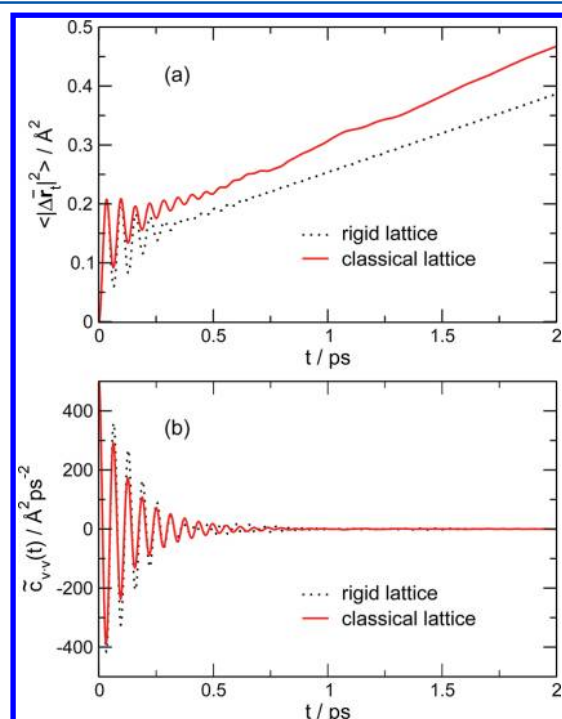 0.5
(a)
0.4
0.3
<|Δr̄ₜ|²> / Å²
0.2
rigid lattice
0.1
classical lattice
0
0 0.5 1 1.5 2
t / ps
400
(b)
200
0
c̃ᵥ.ᵥ(t) / Å²ps⁻²
-200
rigid lattice
classical lattice
-400
0 0.5 1 1.5 2
t / ps